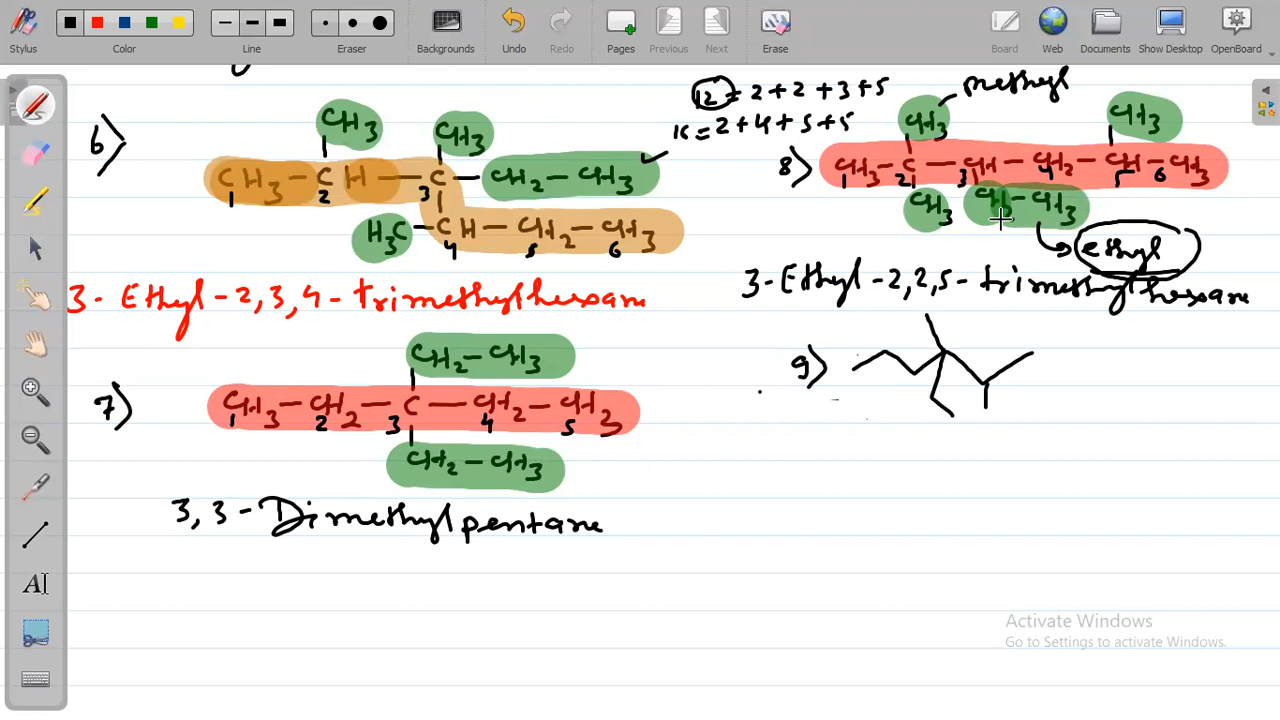 Color
Line
Eraser
Backgrounds
Undo
Redo
Pages
Previous
Next
Erase
Board
Web
Documents
Show Desktop
OpenBoard
Stylus
6)
CH3
CH3
CH3 - CH - C - CH2 - CH3
1 2 3
H3C - CH - CH2 - CH3
4 5 6
3 - Ethyl - 2,3,4 - trimethylhexane
7)
CH2 - CH3
CH3 - CH2 - C - CH2 - CH3
1 2 3 4 5
CH2 - CH3
3,3 - Dimethylpentane
12 = 2+2+3+5
= 2+4+5+5
methyl
8)
CH3
CH3
CH3 - C - CH - CH2 - CH - CH3
1 2 3 4 5 6
CH3
- CH3
ethyl
3 - Ethyl - 2,2,5 - trimethylhexane
9)
Activate Windows
Go to Settings to activate Windows.
AI